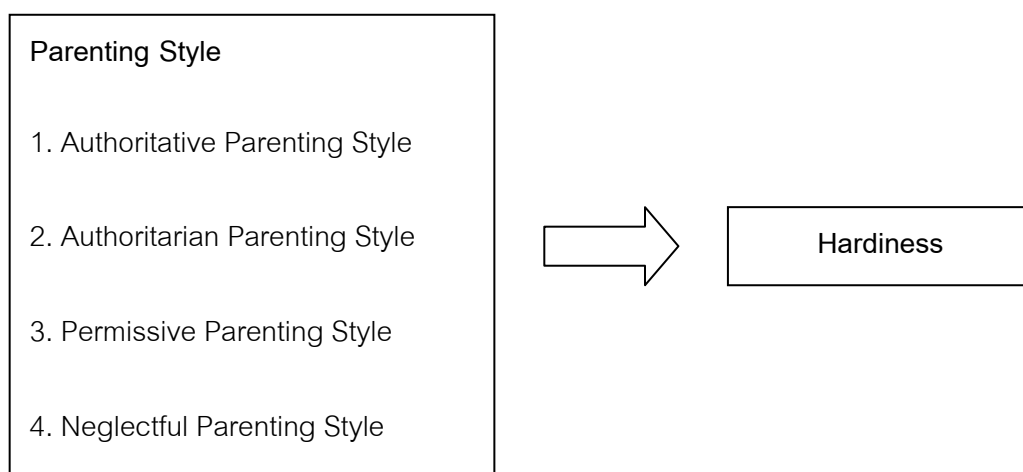 Parenting Style
1. Authoritative Parenting Style
2. Authoritarian Parenting Style
3. Permissive Parenting Style
4. Neglectful Parenting Style
Hardiness